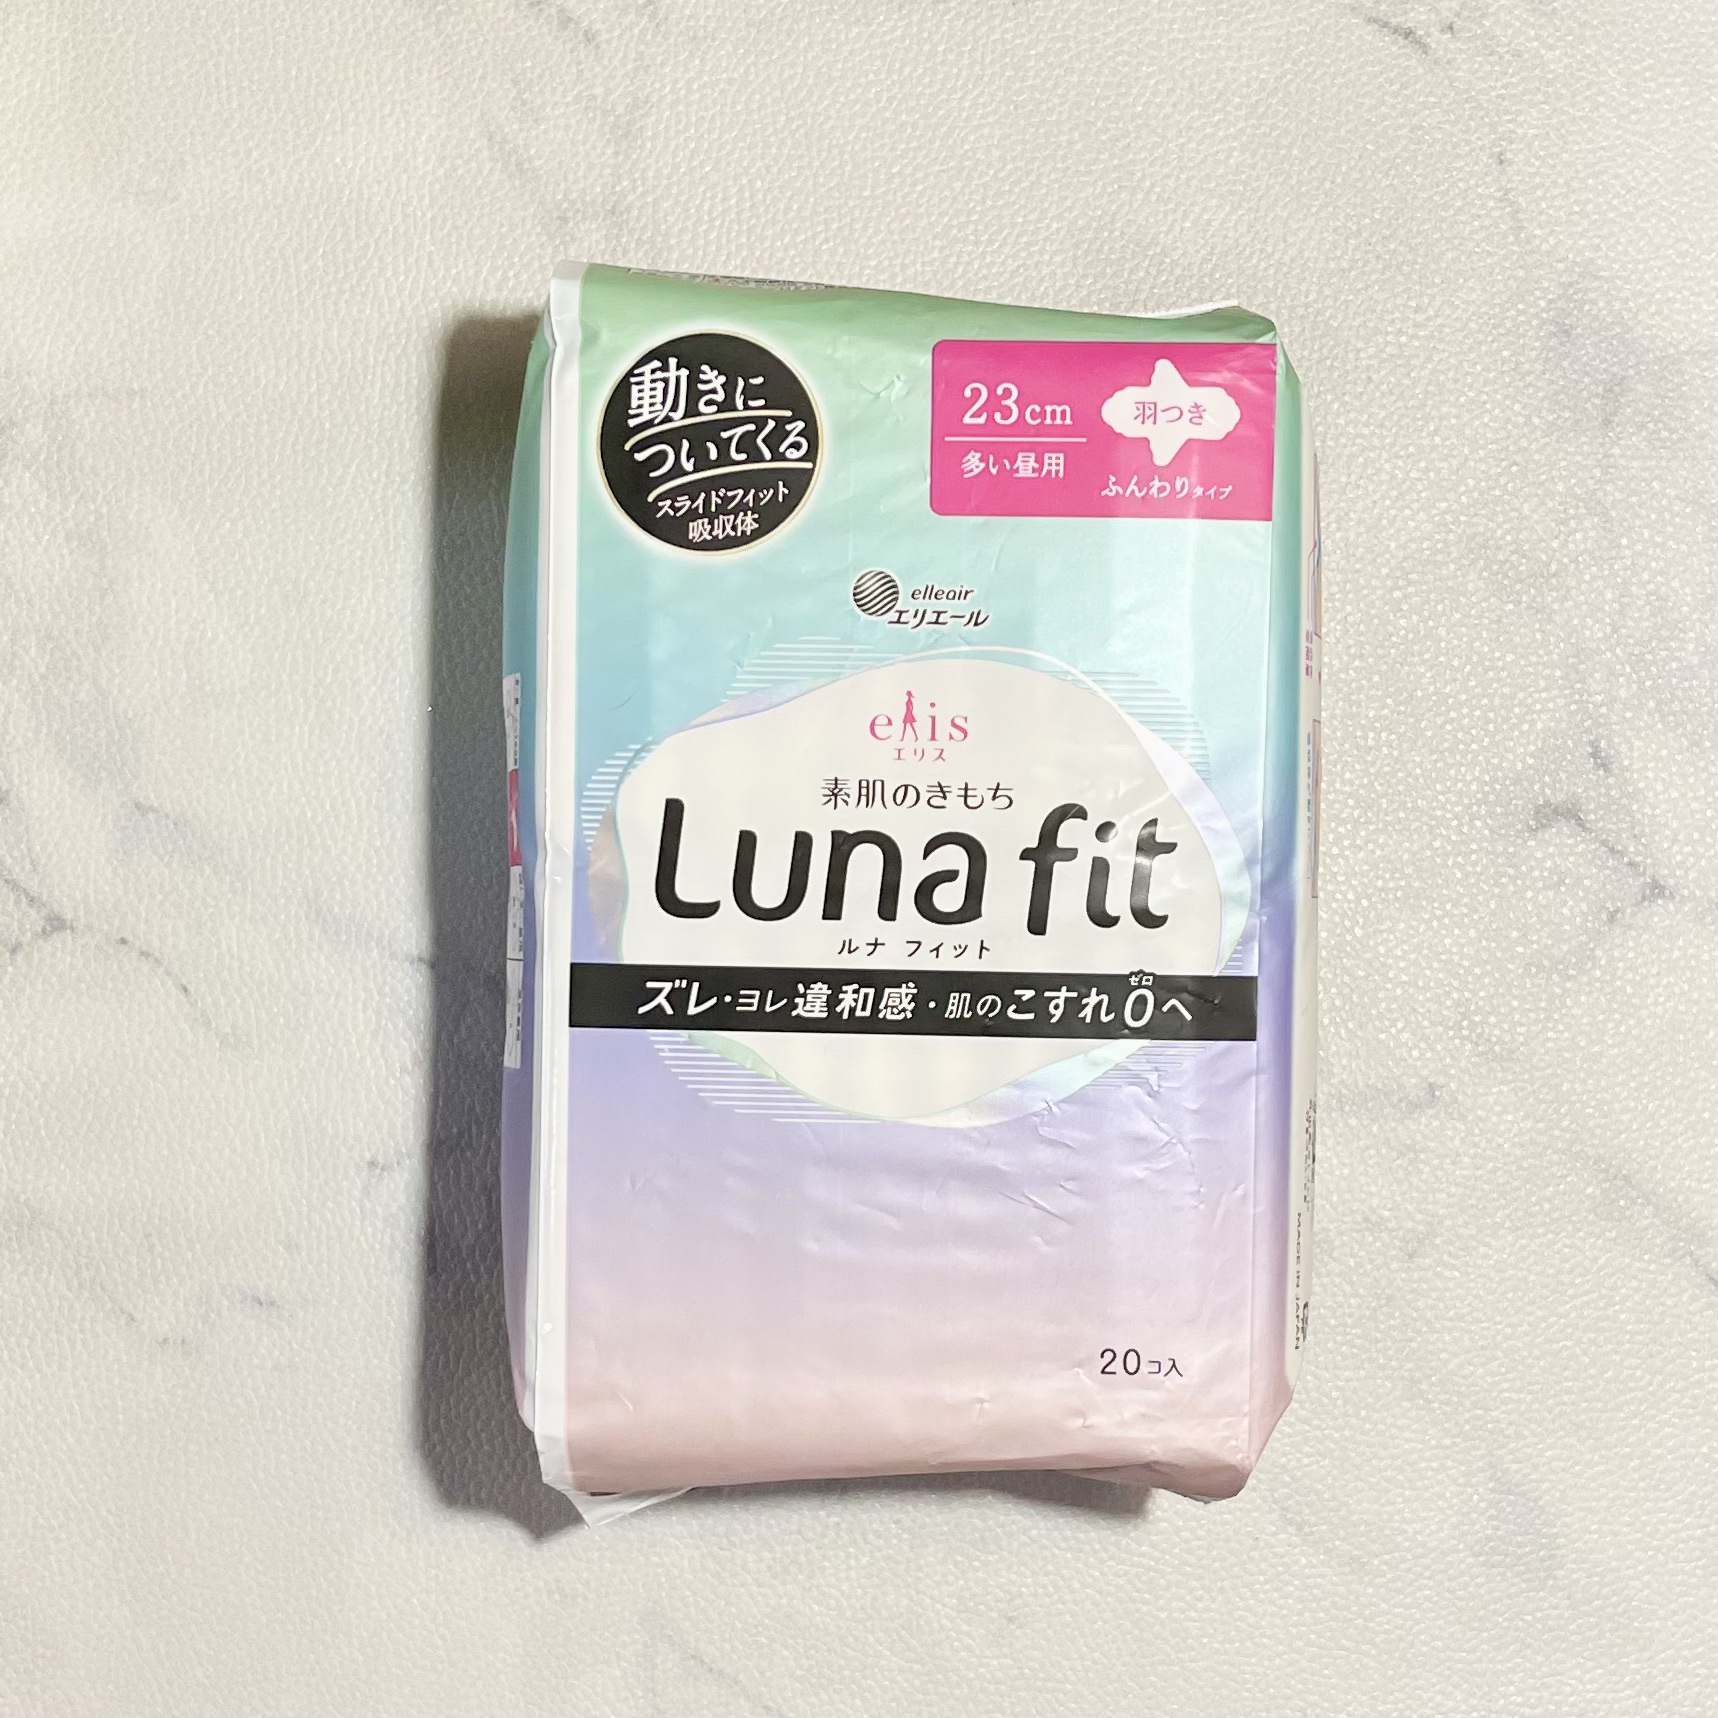 動きに
ついてくる
スライドフィット
吸収体
23cm
多い昼用
羽つき
ふんわりタイプ
elleair
エリエール
elis
エリス
素肌のきもち
Luna fit
ルナ フィット
ズレ・ヨレ違和感・肌のこすれ0へ
ゼロ
20コ入
MADE IN JAPAN